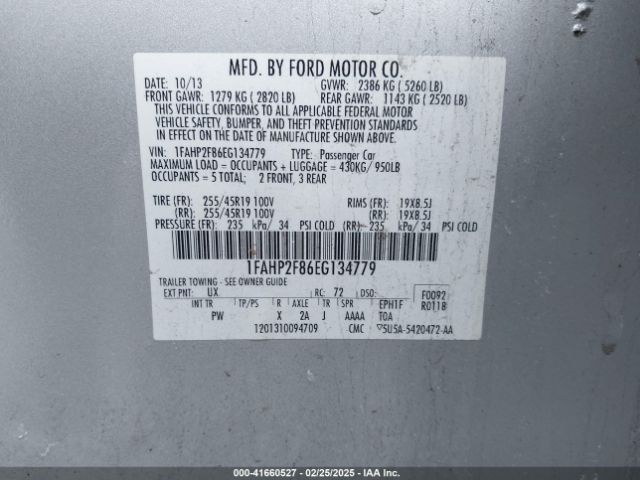 MFD. BY FORD MOTOR CO.
DATE: 10/13 GVWR: 2386 KG ( 5260 LB)
FRONT GAWR: 1279 KG ( 2820 LB) REAR GAWR: 1143 KG ( 2520 LB)
THIS VEHICLE CONFORMS TO ALL APPLICABLE FEDERAL MOTOR
VEHICLE SAFETY, BUMPER, AND THEFT PREVENTION STANDARDS
IN EFFECT ON THE DATE OF MANUFACTURE SHOWN ABOVE.
VIN: 1FAHP2F86EG134779 TYPE: Passenger Car
MAXIMUM LOAD = OCCUPANTS + LUGGAGE = 430KG/ 950LB
OCCUPANTS = 5 TOTAL; 2 FRONT, 3 REAR
TIRE (FR): 255/45R19 100V RIMS (FR): 19X8.5J
(RR): 255/45R19 100V (RR): 19X8.5J
PRESSURE (FR): 235 kPa/ 34 PSI COLD (RR): 235 kPa/ 34 PSI COLD
1FAHP2F86EG134779
TRAILER TOWING - SEE OWNER GUIDE
EXT PNT: UX RC: 72 DSO: F0092
INT TR TP/PS R AXLE TR SPR EPH1F R0118
PW X 2A J AAAA TOA
1201310094709 CMC ▽5U5A-5420472-AA
000-41660527 - 02/25/2025 - IAA Inc.